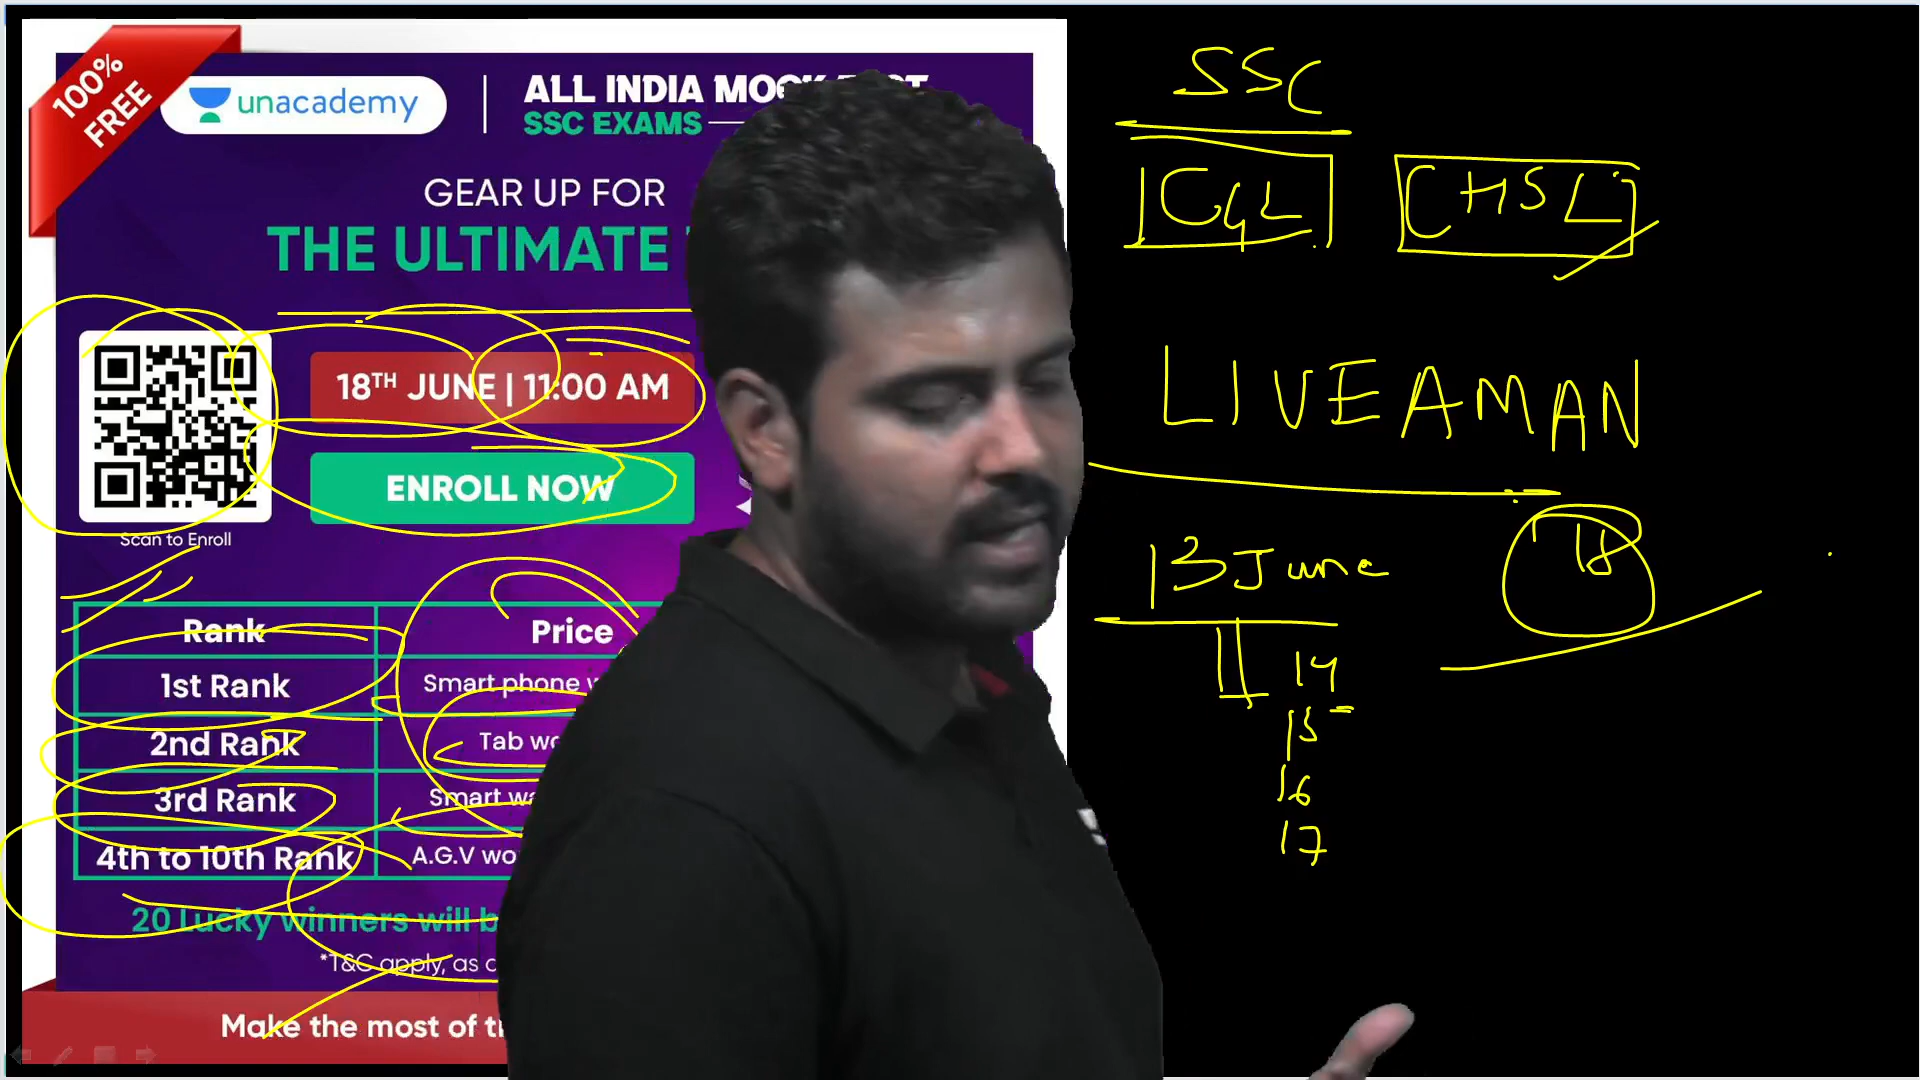 100%
FREE
unacademy
ALL INDIA MOCK TEST
SSC EXAMS
GEAR UP FOR
THE ULTIMATE
18TH JUNE | 11:00 AM
ENROLL NOW
Scan to Enroll
Rank Price
1st Rank Smart phone
2nd Rank Tab
3rd Rank Smart
4th to 10th Rank A.G.V
20 Lucky winners will
*T&C apply, as
Make the most of
SSC
CGL CHSL
LIVEAMAN
13 June 18
11 14
15
16
17